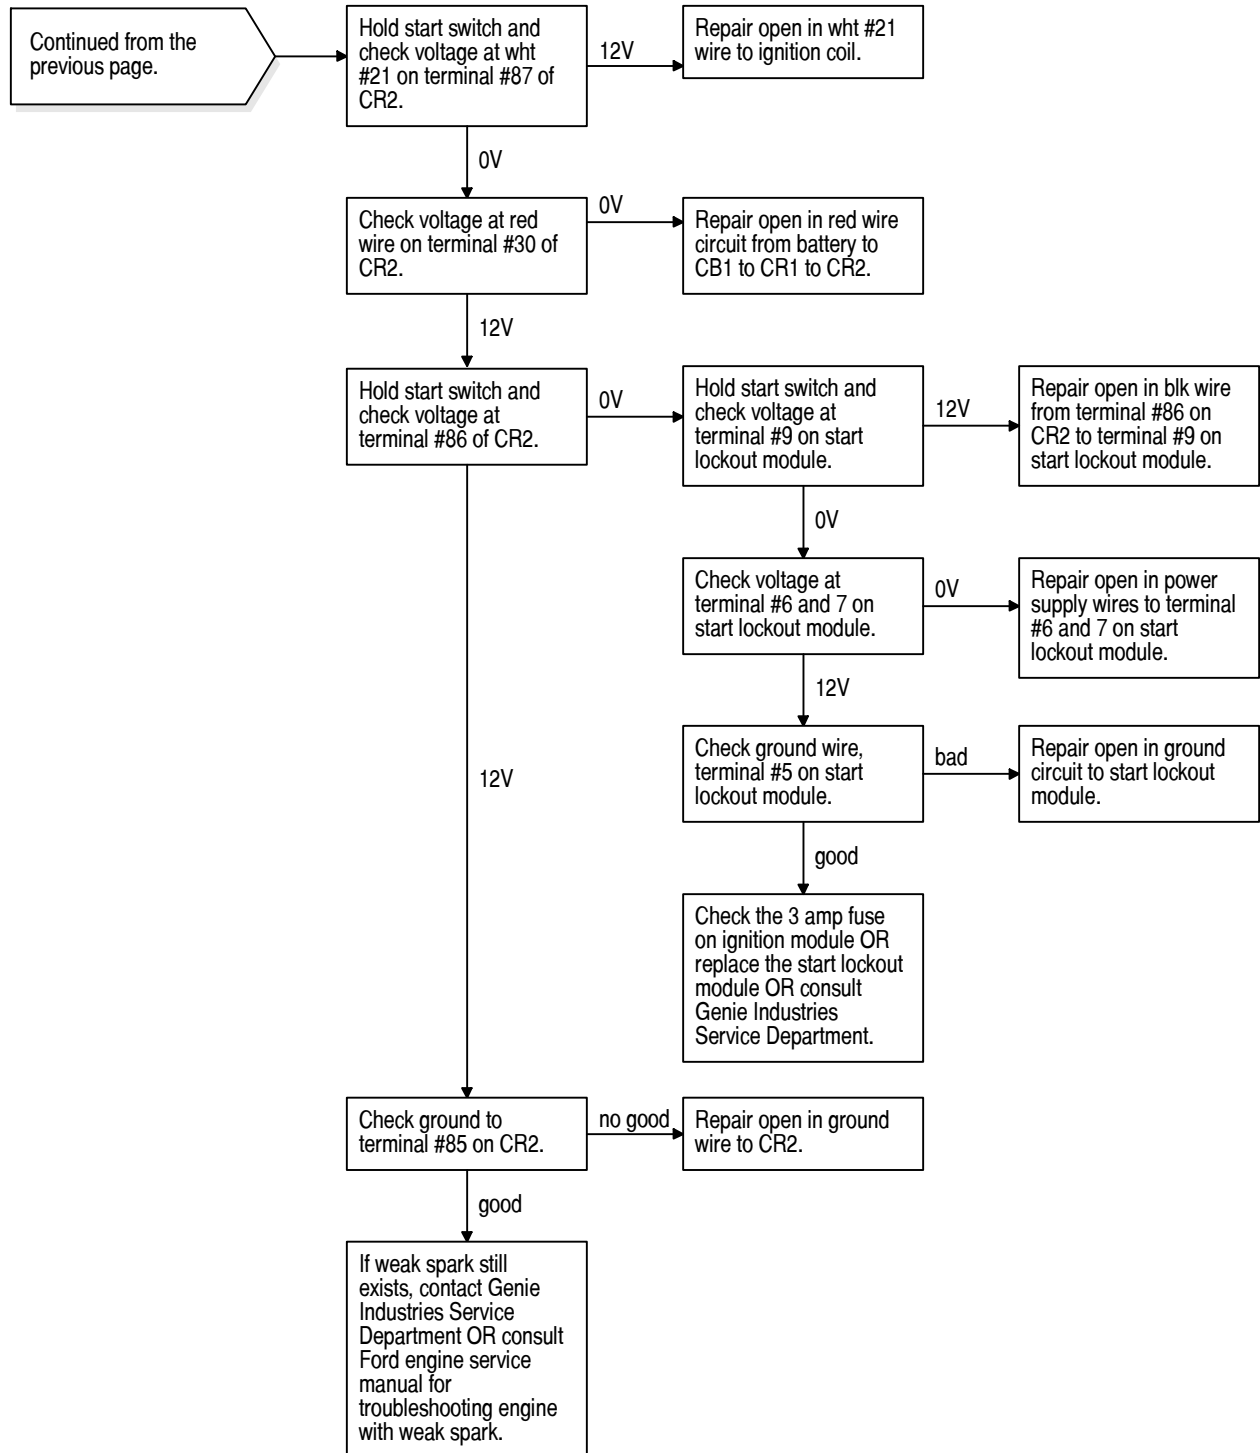 Continued from the
previous page.
Hold start switch and
check voltage at wht
#21 on terminal #87 of
CR2.
12V
Repair open in wht #21
wire to ignition coil.
0V
Check voltage at red
wire on terminal #30 of
CR2.
0V
Repair open in red wire
circuit from battery to
CB1 to CR1 to CR2.
12V
Hold start switch and
check voltage at
terminal #86 of CR2.
0V
Hold start switch and
check voltage at
terminal #9 on start
lockout module.
12V
Repair open in blk wire
from terminal #86 on
CR2 to terminal #9 on
start lockout module.
0V
Check voltage at
terminal #6 and 7 on
start lockout module.
0V
Repair open in power
supply wires to terminal
#6 and 7 on start
lockout module.
12V
Check ground wire,
terminal #5 on start
lockout module.
bad
Repair open in ground
circuit to start lockout
module.
good
Check the 3 amp fuse
on ignition module OR
replace the start lockout
module OR consult
Genie Industries
Service Department.
12V
Check ground to
terminal #85 on CR2.
no good
Repair open in ground
wire to CR2.
good
If weak spark still
exists, contact Genie
Industries Service
Department OR consult
Ford engine service
manual for
troubleshooting engine
with weak spark.